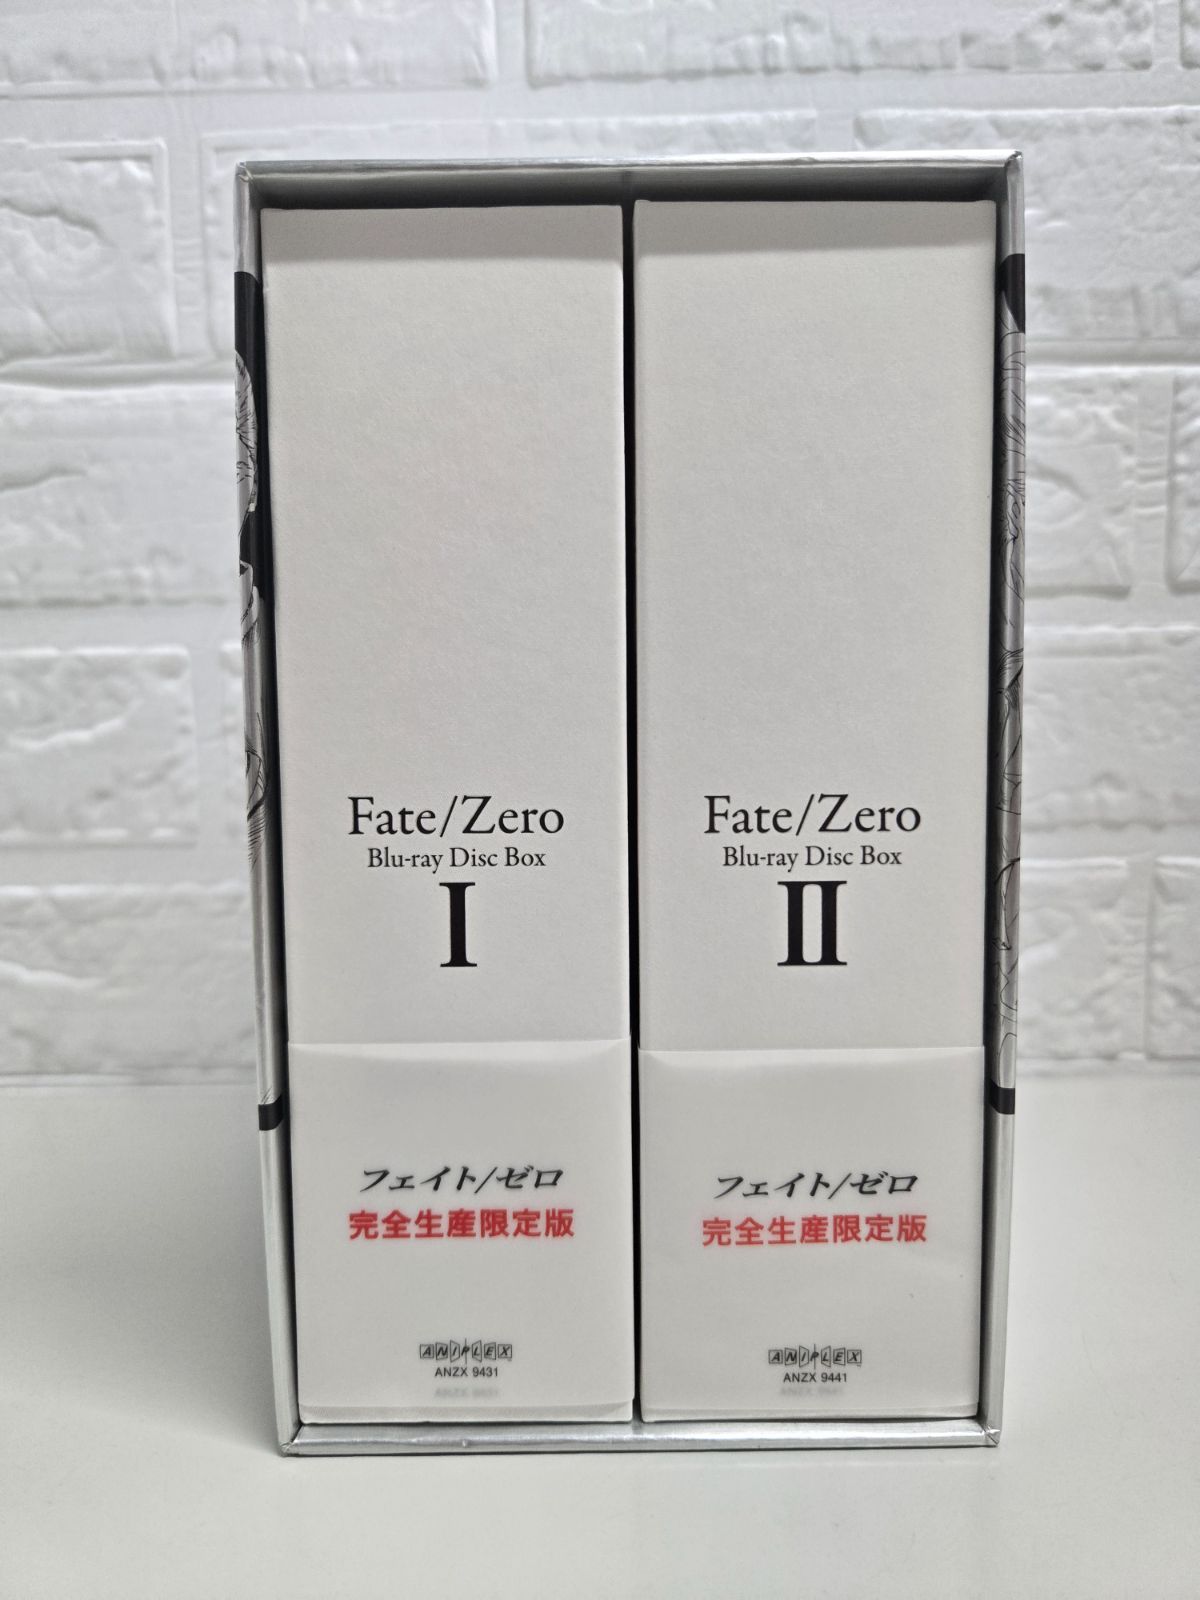 Fate/Zero
Blu-ray Disc Box
I
フェイト/ゼロ
完全生産限定版
ANIPLEX
ANZX 9431
Fate/Zero
Blu-ray Disc Box
II
フェイト/ゼロ
完全生産限定版
ANIPLEX
ANZX 9441